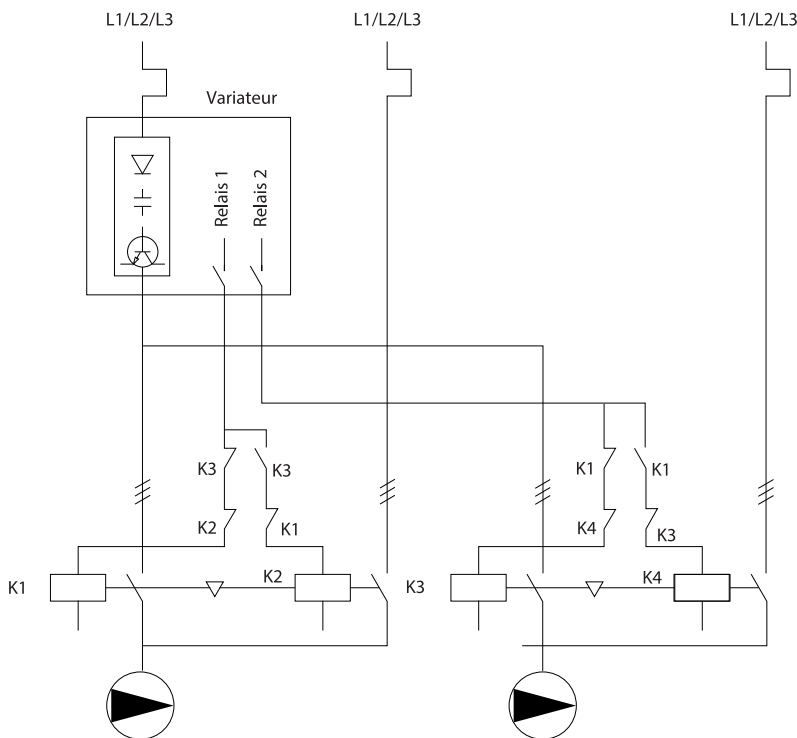 L1/L2/L3
L1/L2/L3
L1/L2/L3
Variateur
Relais 1
Relais 2
K3
K3
K1
K1
K2
K1
K4
K3
K1
K2
K3
K4